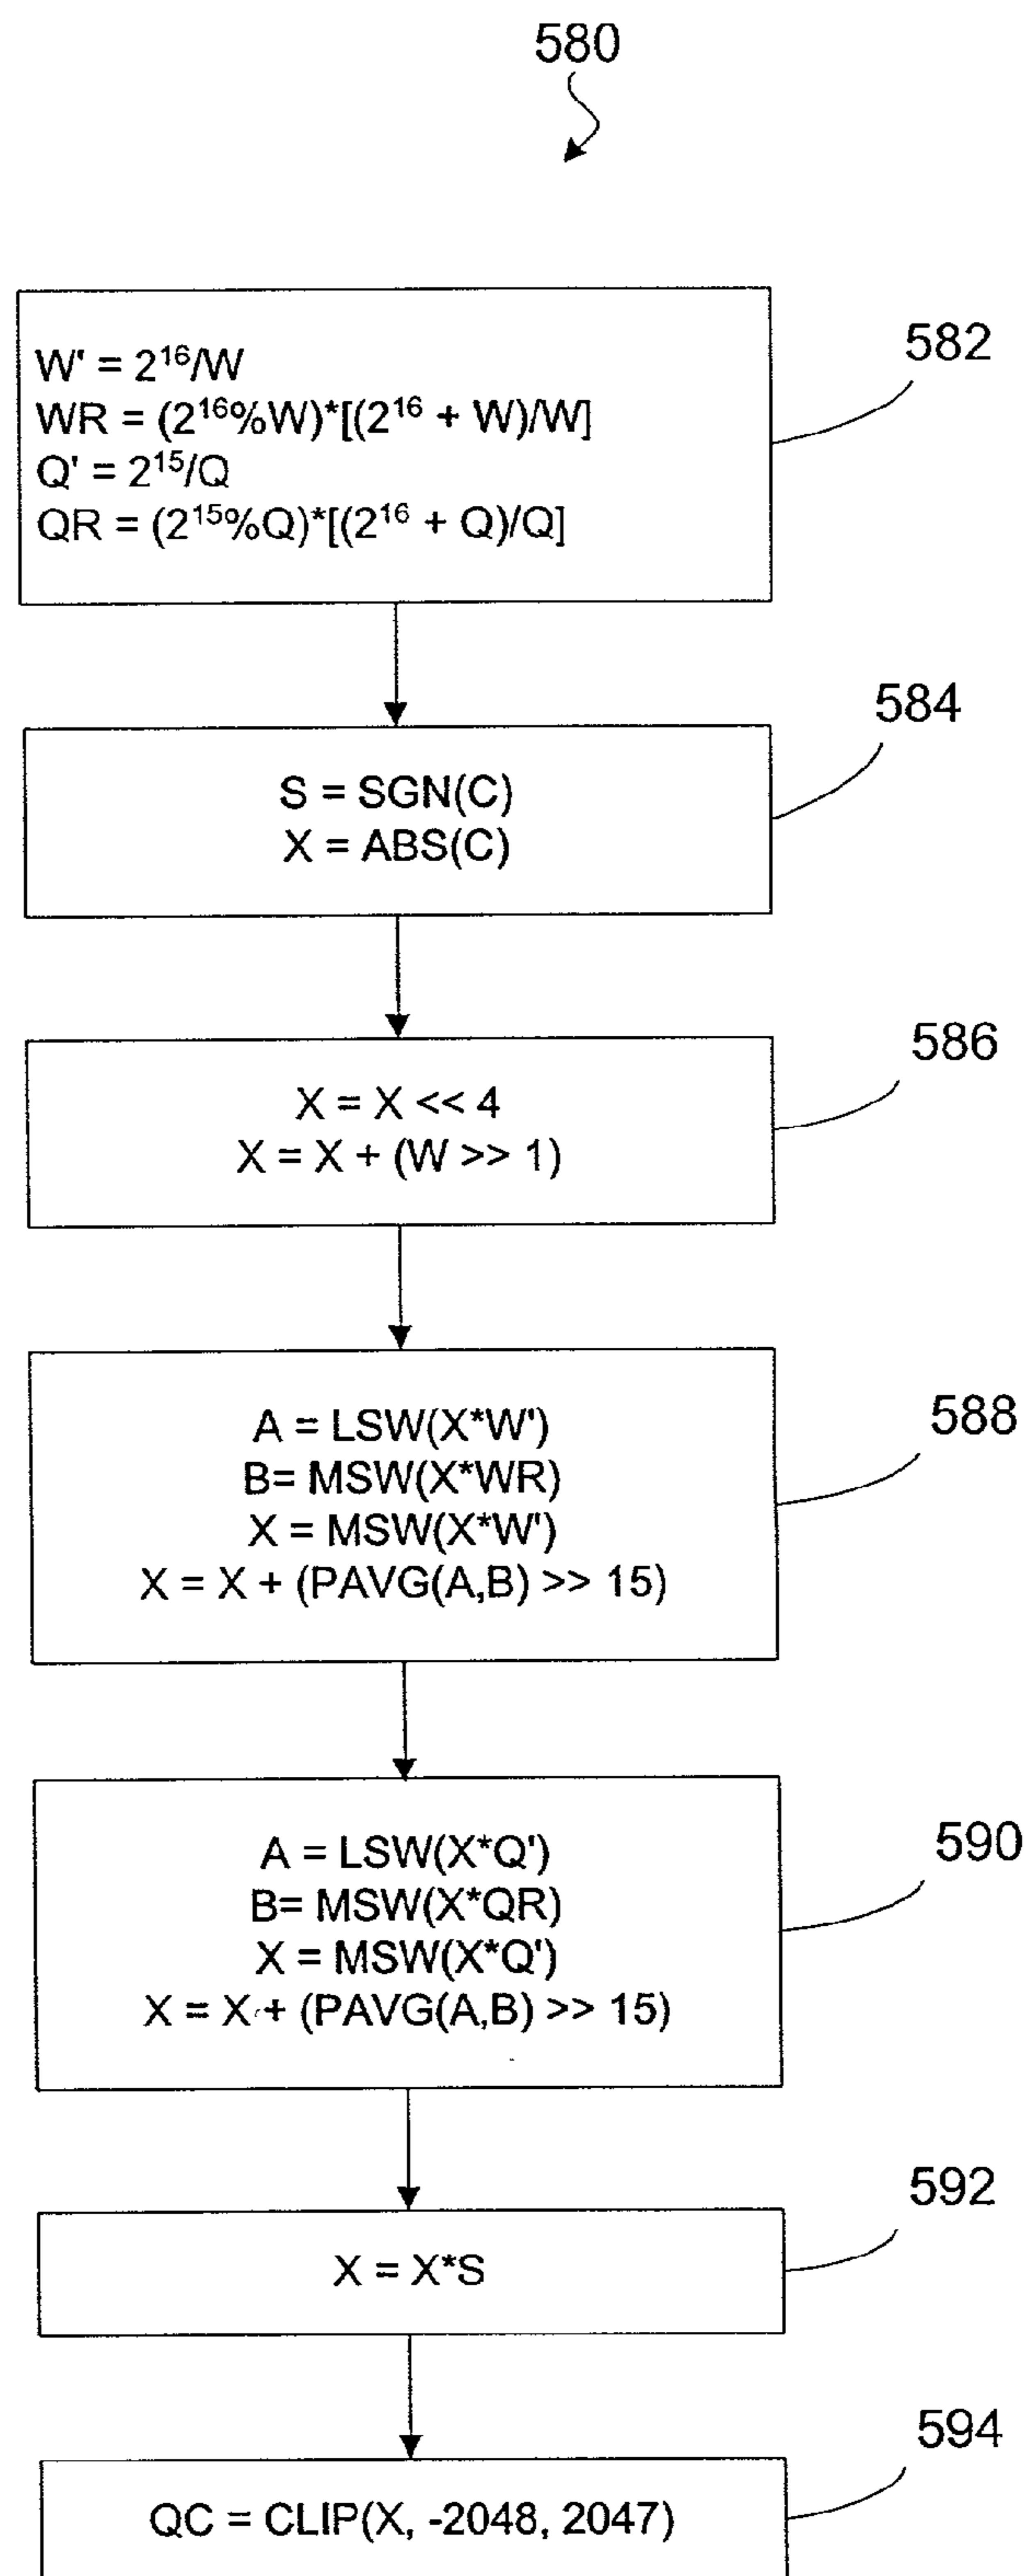 580
582
W' = 2¹⁶/W
WR = (2¹⁶%W)*[(2¹⁶ + W)/W]
Q' = 2¹⁵/Q
QR = (2¹⁵%Q)*[(2¹⁶ + Q)/Q]
584
S = SGN(C)
X = ABS(C)
586
X = X << 4
X = X + (W >> 1)
588
A = LSW(X*W')
B= MSW(X*WR)
X = MSW(X*W')
X = X + (PAVG(A,B) >> 15)
590
A = LSW(X*Q')
B= MSW(X*QR)
X = MSW(X*Q')
X = X + (PAVG(A,B) >> 15)
592
X = X*S
594
QC = CLIP(X, -2048, 2047)